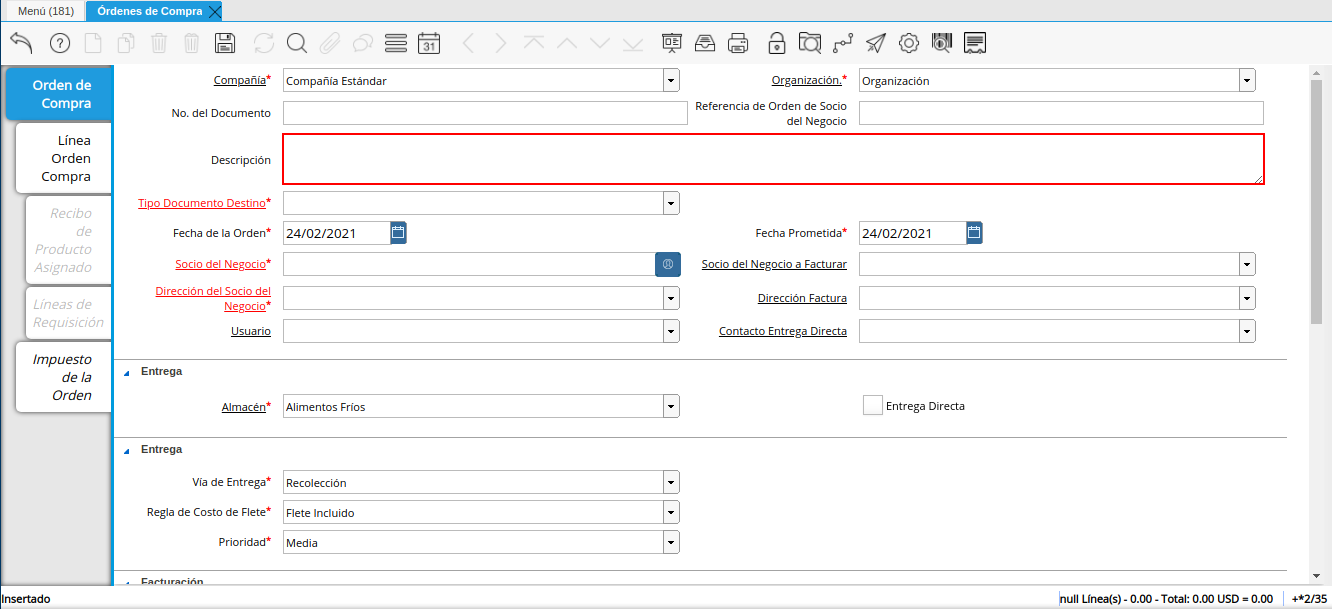 Menú (181)
Órdenes de Compra
31
Orden de
Compra
Línea
Orden
Compra
Recibo
de
Producto
Asignado
Líneas de
Requisición
Impuesto
de la
Orden
Compañía* Compañía Estándar Organización.* Organización
No. del Documento Referencia de Orden de Socio
del Negocio
Descripción
Tipo Documento Destino*
Fecha de la Orden* 24/02/2021 Fecha Prometida* 24/02/2021
Socio del Negocio* Socio del Negocio a Facturar
Dirección del Socio del
Negocio* Dirección Factura
Usuario Contacto Entrega Directa
Entrega
Almacén* Alimentos Fríos Entrega Directa
Entrega
Vía de Entrega* Recolección
Regla de Costo de Flete* Flete Incluido
Prioridad* Media
Facturación
Insertado null Línea(s) - 0.00 - Total: 0.00 USD = 0.00 +*2/35